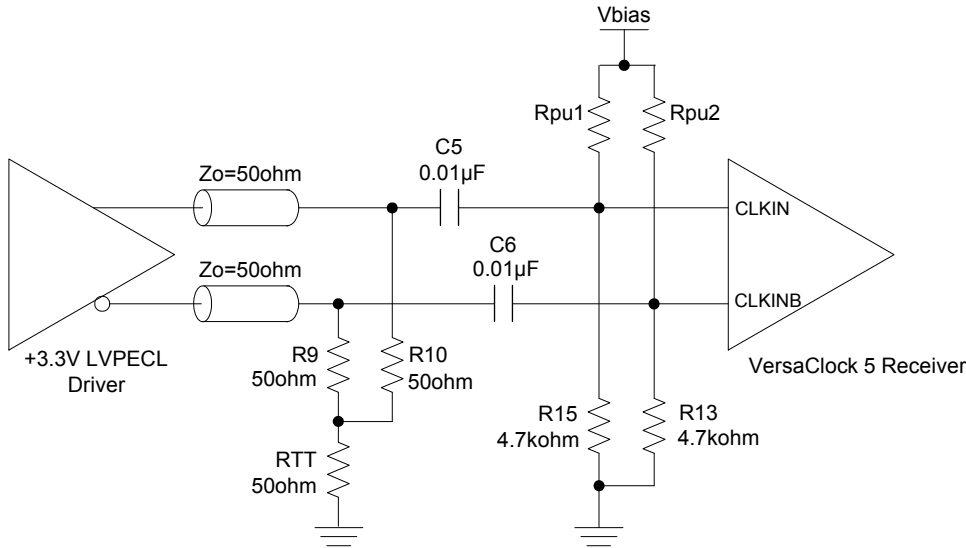 Vbias
Rpu1
Rpu2
C5
0.01µF
Zo=50ohm
CLKIN
C6
0.01µF
Zo=50ohm
CLKINB
+3.3V LVPECL
Driver
R9
50ohm
R10
50ohm
VersaClock 5 Receiver
R15
4.7kohm
R13
4.7kohm
RTT
50ohm